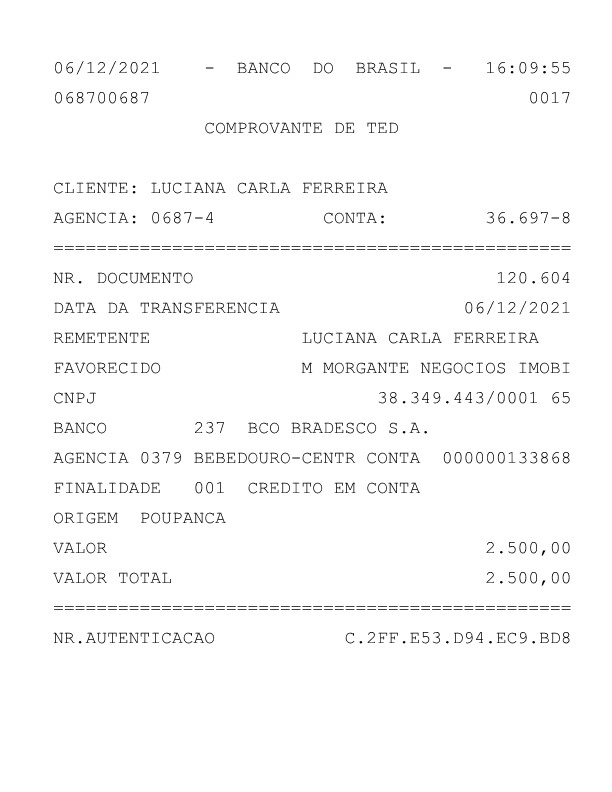 06/12/2021 - BANCO DO BRASIL - 16:09:55
068700687 0017
COMPROVANTE DE TED
CLIENTE: LUCIANA CARLA FERREIRA
AGENCIA: 0687-4 CONTA: 36.697-8
================================================
NR. DOCUMENTO 120.604
DATA DA TRANSFERENCIA 06/12/2021
REMETENTE LUCIANA CARLA FERREIRA
FAVORECIDO M MORGANTE NEGOCIOS IMOBI
CNPJ 38.349.443/0001 65
BANCO 237 BCO BRADESCO S.A.
AGENCIA 0379 BEBEDOURO-CENTR CONTA 000000133868
FINALIDADE 001 CREDITO EM CONTA
ORIGEM POUPANCA
VALOR 2.500,00
VALOR TOTAL 2.500,00
================================================
NR.AUTENTICACAO C.2FF.E53.D94.EC9.BD8